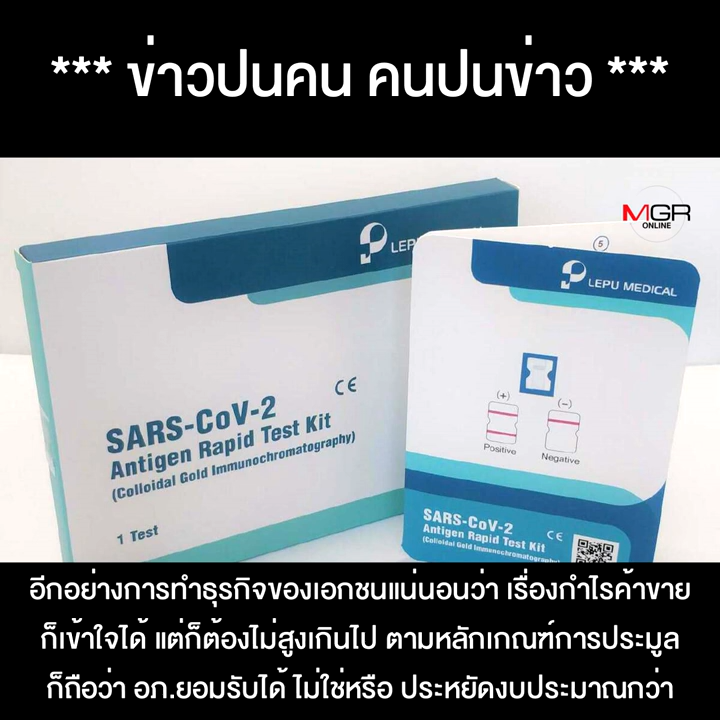 *** ข่าวปนคน คนปนข่าว ***
MGR
ONLINE
LEPU
5
LEPU MEDICAL
CE
SARS-CoV-2
Antigen Rapid Test Kit
(Colloidal Gold Immunochromatography)
1 Test
(+) (-)
Positive Negative
SARS-CoV-2 CE
Antigen Rapid Test Kit
(Colloidal Gold Immunochromatography)
อีกอย่างการทำธุรกิจของเอกชนแน่นอนว่า เรื่องกำไรค้าขาย
ก็เข้าใจได้ แต่ก็ต้องไม่สูงเกินไป ตามหลักเกณฑ์การประมูล
ก็ถือว่า อภ.ยอมรับได้ ไม่ใช่หรือ ประหยัดงบประมาณกว่า